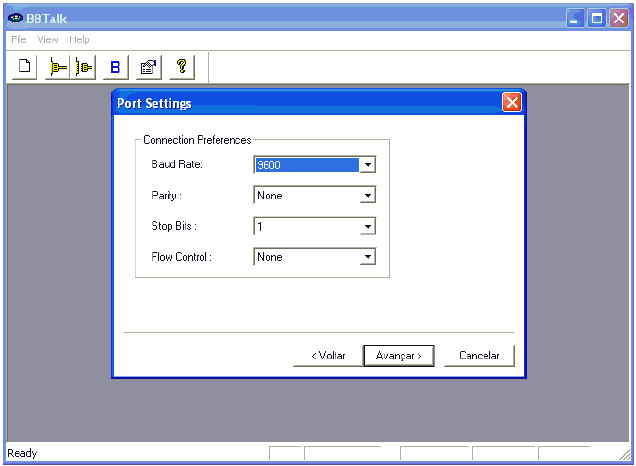 BBTalk
File View Help
B ?
Port Settings
Connection Preferences
Baud Rate: 9600
Parity : None
Stop Bits : 1
Flow Control : None
< Voltar Avançar > Cancelar
Ready